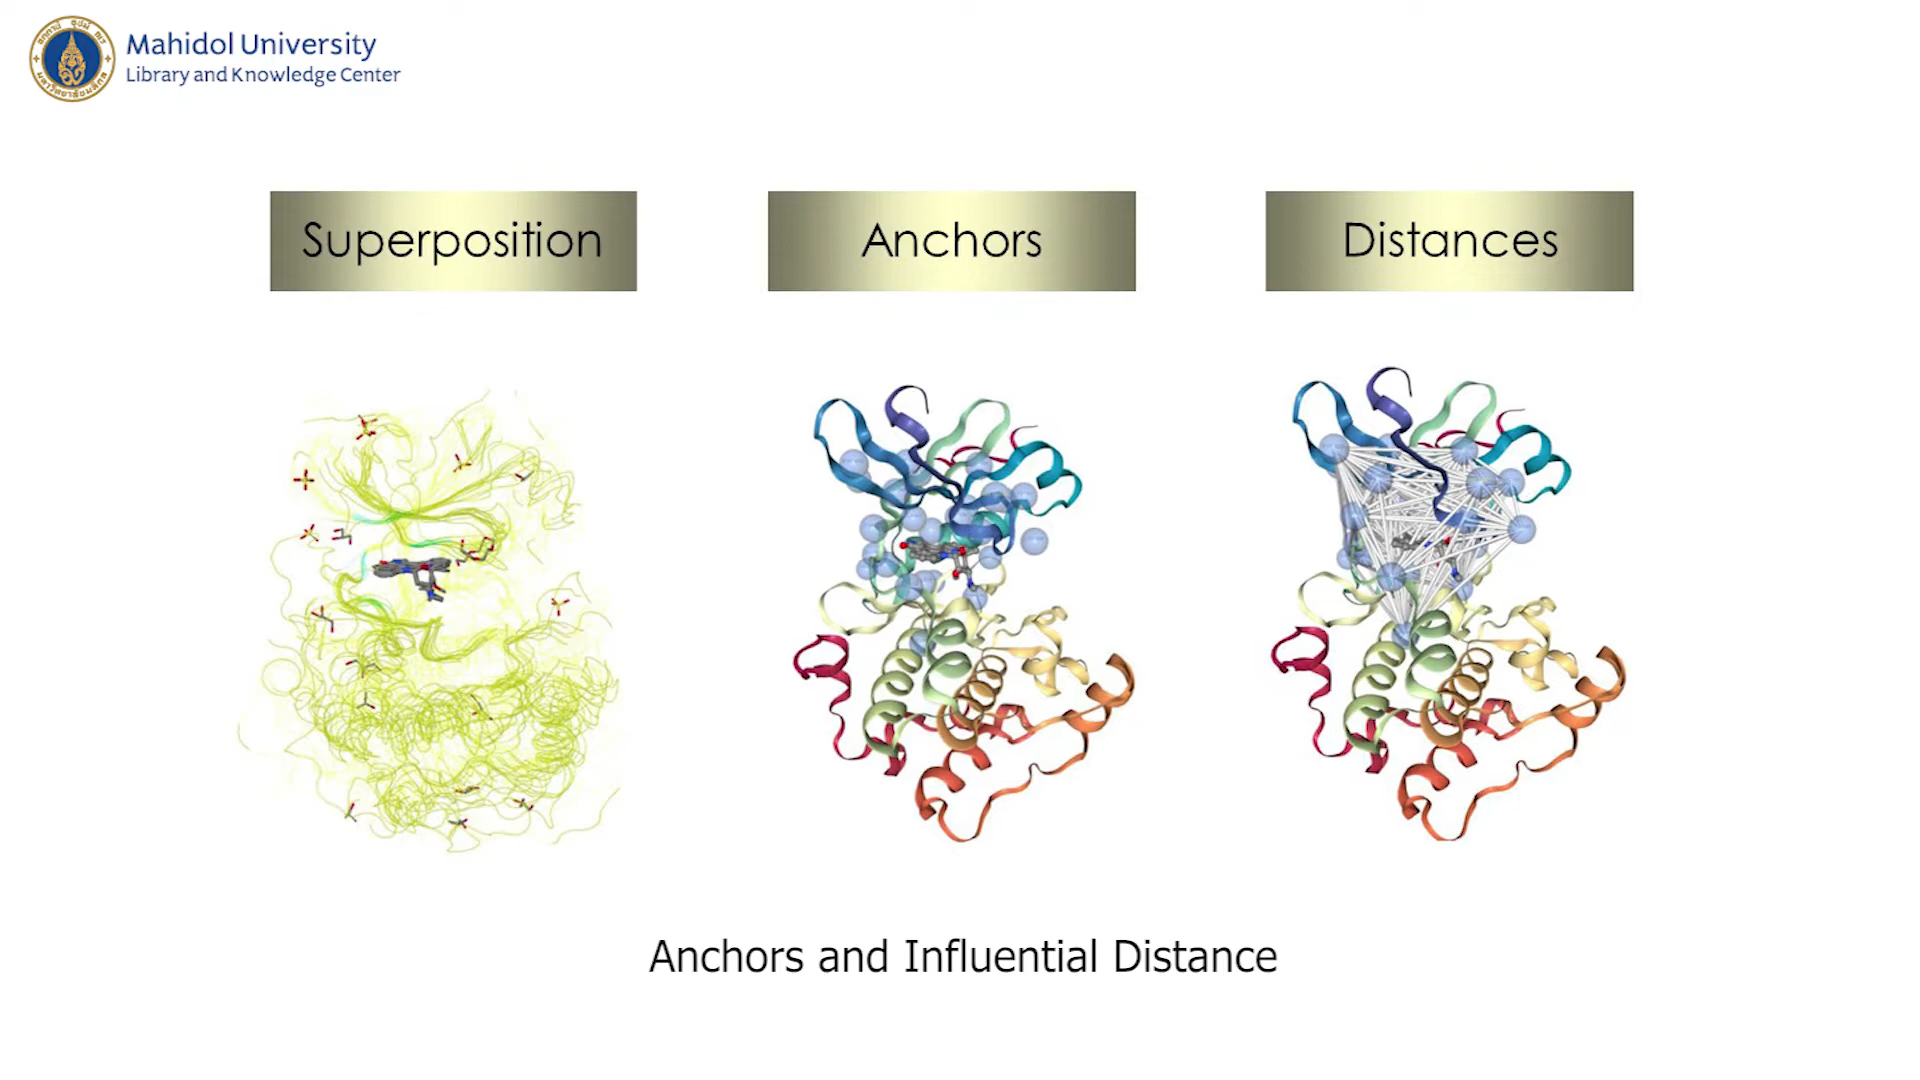 Mahidol University
Library and Knowledge Center
Superposition
Anchors
Distances
Anchors and Influential Distance